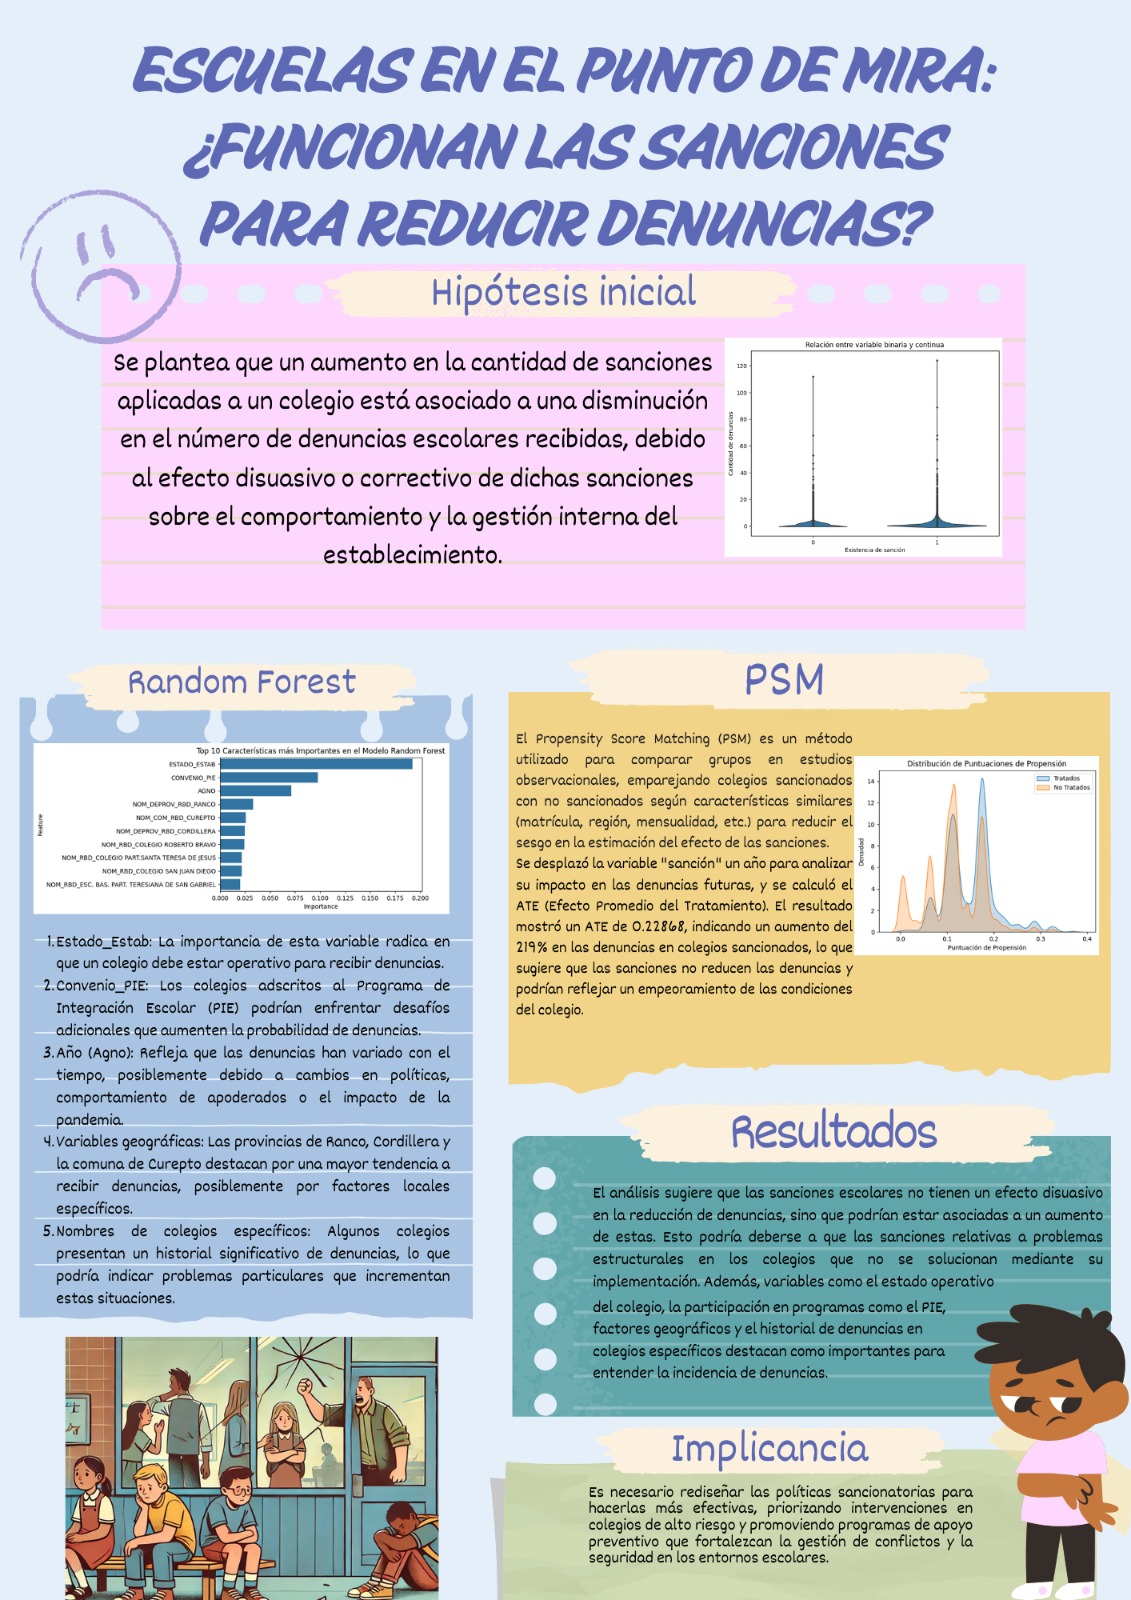 ESCUELAS EN EL PUNTO DE MIRA:
¿FUNCIONAN LAS SANCIONES
PARA REDUCIR DENUNCIAS?
Hipótesis inicial
Se plantea que un aumento en la cantidad de sanciones
aplicadas a un colegio está asociado a una disminución
en el número de denuncias escolares recibidas, debido
al efecto disuasivo o correctivo de dichas sanciones
sobre el comportamiento y la gestión interna del
establecimiento.
Relación entre variable binaria y continua
Cantidad de denuncias
120
100
80
60
40
20
0
0
1
Existencia de sanción
Random Forest
Top 10 Características más Importantes en el Modelo Random Forest
Feature
ESTADO_ESTAB
CONVENIO_PIE
AGNO
NOM_DEPROV_RBD_RANCO
NOM_COM_RBD_CUREPTO
NOM_DEPROV_RBD_CORDILLERA
NOM_RBD_COLEGIO ROBERTO BRAVO
NOM_RBD_COLEGIO PART.SANTA TERESA DE JESUS
NOM_RBD_COLEGIO SAN JUAN DIEGO
NOM_RBD_ESC. BAS. PART. TERESIANA DE SAN GABRIEL
0.000 0.025 0.050 0.075 0.100 0.125 0.150 0.175 0.200
Importance
1. Estado_Estab: La importancia de esta variable radica en
que un colegio debe estar operativo para recibir denuncias.
2. Convenio_PIE: Los colegios adscritos al Programa de
Integración Escolar (PIE) podrían enfrentar desafíos
adicionales que aumenten la probabilidad de denuncias.
3. Año (Agno): Refleja que las denuncias han variado con el
tiempo, posiblemente debido a cambios en políticas,
comportamiento de apoderados o el impacto de la
pandemia.
4. Variables geográficas: Las provincias de Ranco, Cordillera y
la comuna de Curepto destacan por una mayor tendencia a
recibir denuncias, posiblemente por factores locales
específicos.
5. Nombres de colegios específicos: Algunos colegios
presentan un historial significativo de denuncias, lo que
podría indicar problemas particulares que incrementan
estas situaciones.
PSM
El Propensity Score Matching (PSM) es un método
utilizado para comparar grupos en estudios
observacionales, emparejando colegios sancionados
con no sancionados según características similares
(matrícula, región, mensualidad, etc.) para reducir el
sesgo en la estimación del efecto de las sanciones.
Se desplazó la variable "sanción" un año para analizar
su impacto en las denuncias futuras, y se calculó el
ATE (Efecto Promedio del Tratamiento). El resultado
mostró un ATE de 0.22868, indicando un aumento del
219% en las denuncias en colegios sancionados, lo que
sugiere que las sanciones no reducen las denuncias y
podrían reflejar un empeoramiento de las condiciones
del colegio.
Distribución de Puntuaciones de Propensión
Tratados
No Tratados
Densidad
14
12
10
8
6
4
2
0
0.0 0.1 0.2 0.3 0.4
Puntuación de Propensión
Resultados
El análisis sugiere que las sanciones escolares no tienen un efecto disuasivo
en la reducción de denuncias, sino que podrían estar asociadas a un aumento
de estas. Esto podría deberse a que las sanciones relativas a problemas
estructurales en los colegios que no se solucionan mediante su
implementación. Además, variables como el estado operativo
del colegio, la participación en programas como el PIE,
factores geográficos y el historial de denuncias en
colegios específicos destacan como importantes para
entender la incidencia de denuncias.
Implicancia
Es necesario rediseñar las políticas sancionatorias para
hacerlas más efectivas, priorizando intervenciones en
colegios de alto riesgo y promoviendo programas de apoyo
preventivo que fortalezcan la gestión de conflictos y la
seguridad en los entornos escolares.